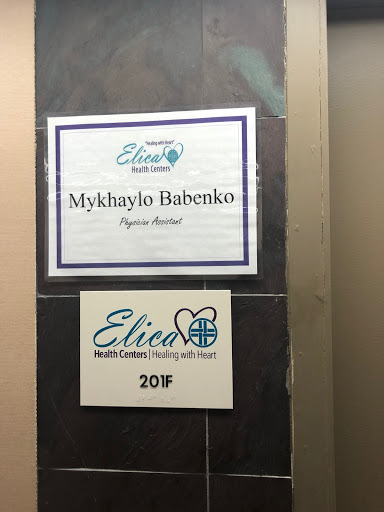 "Healing with Heart"
Elica
Health Centers
Mykhaylo Babenko
Physician Assistant
Elica
Health Centers | Healing with Heart
201F